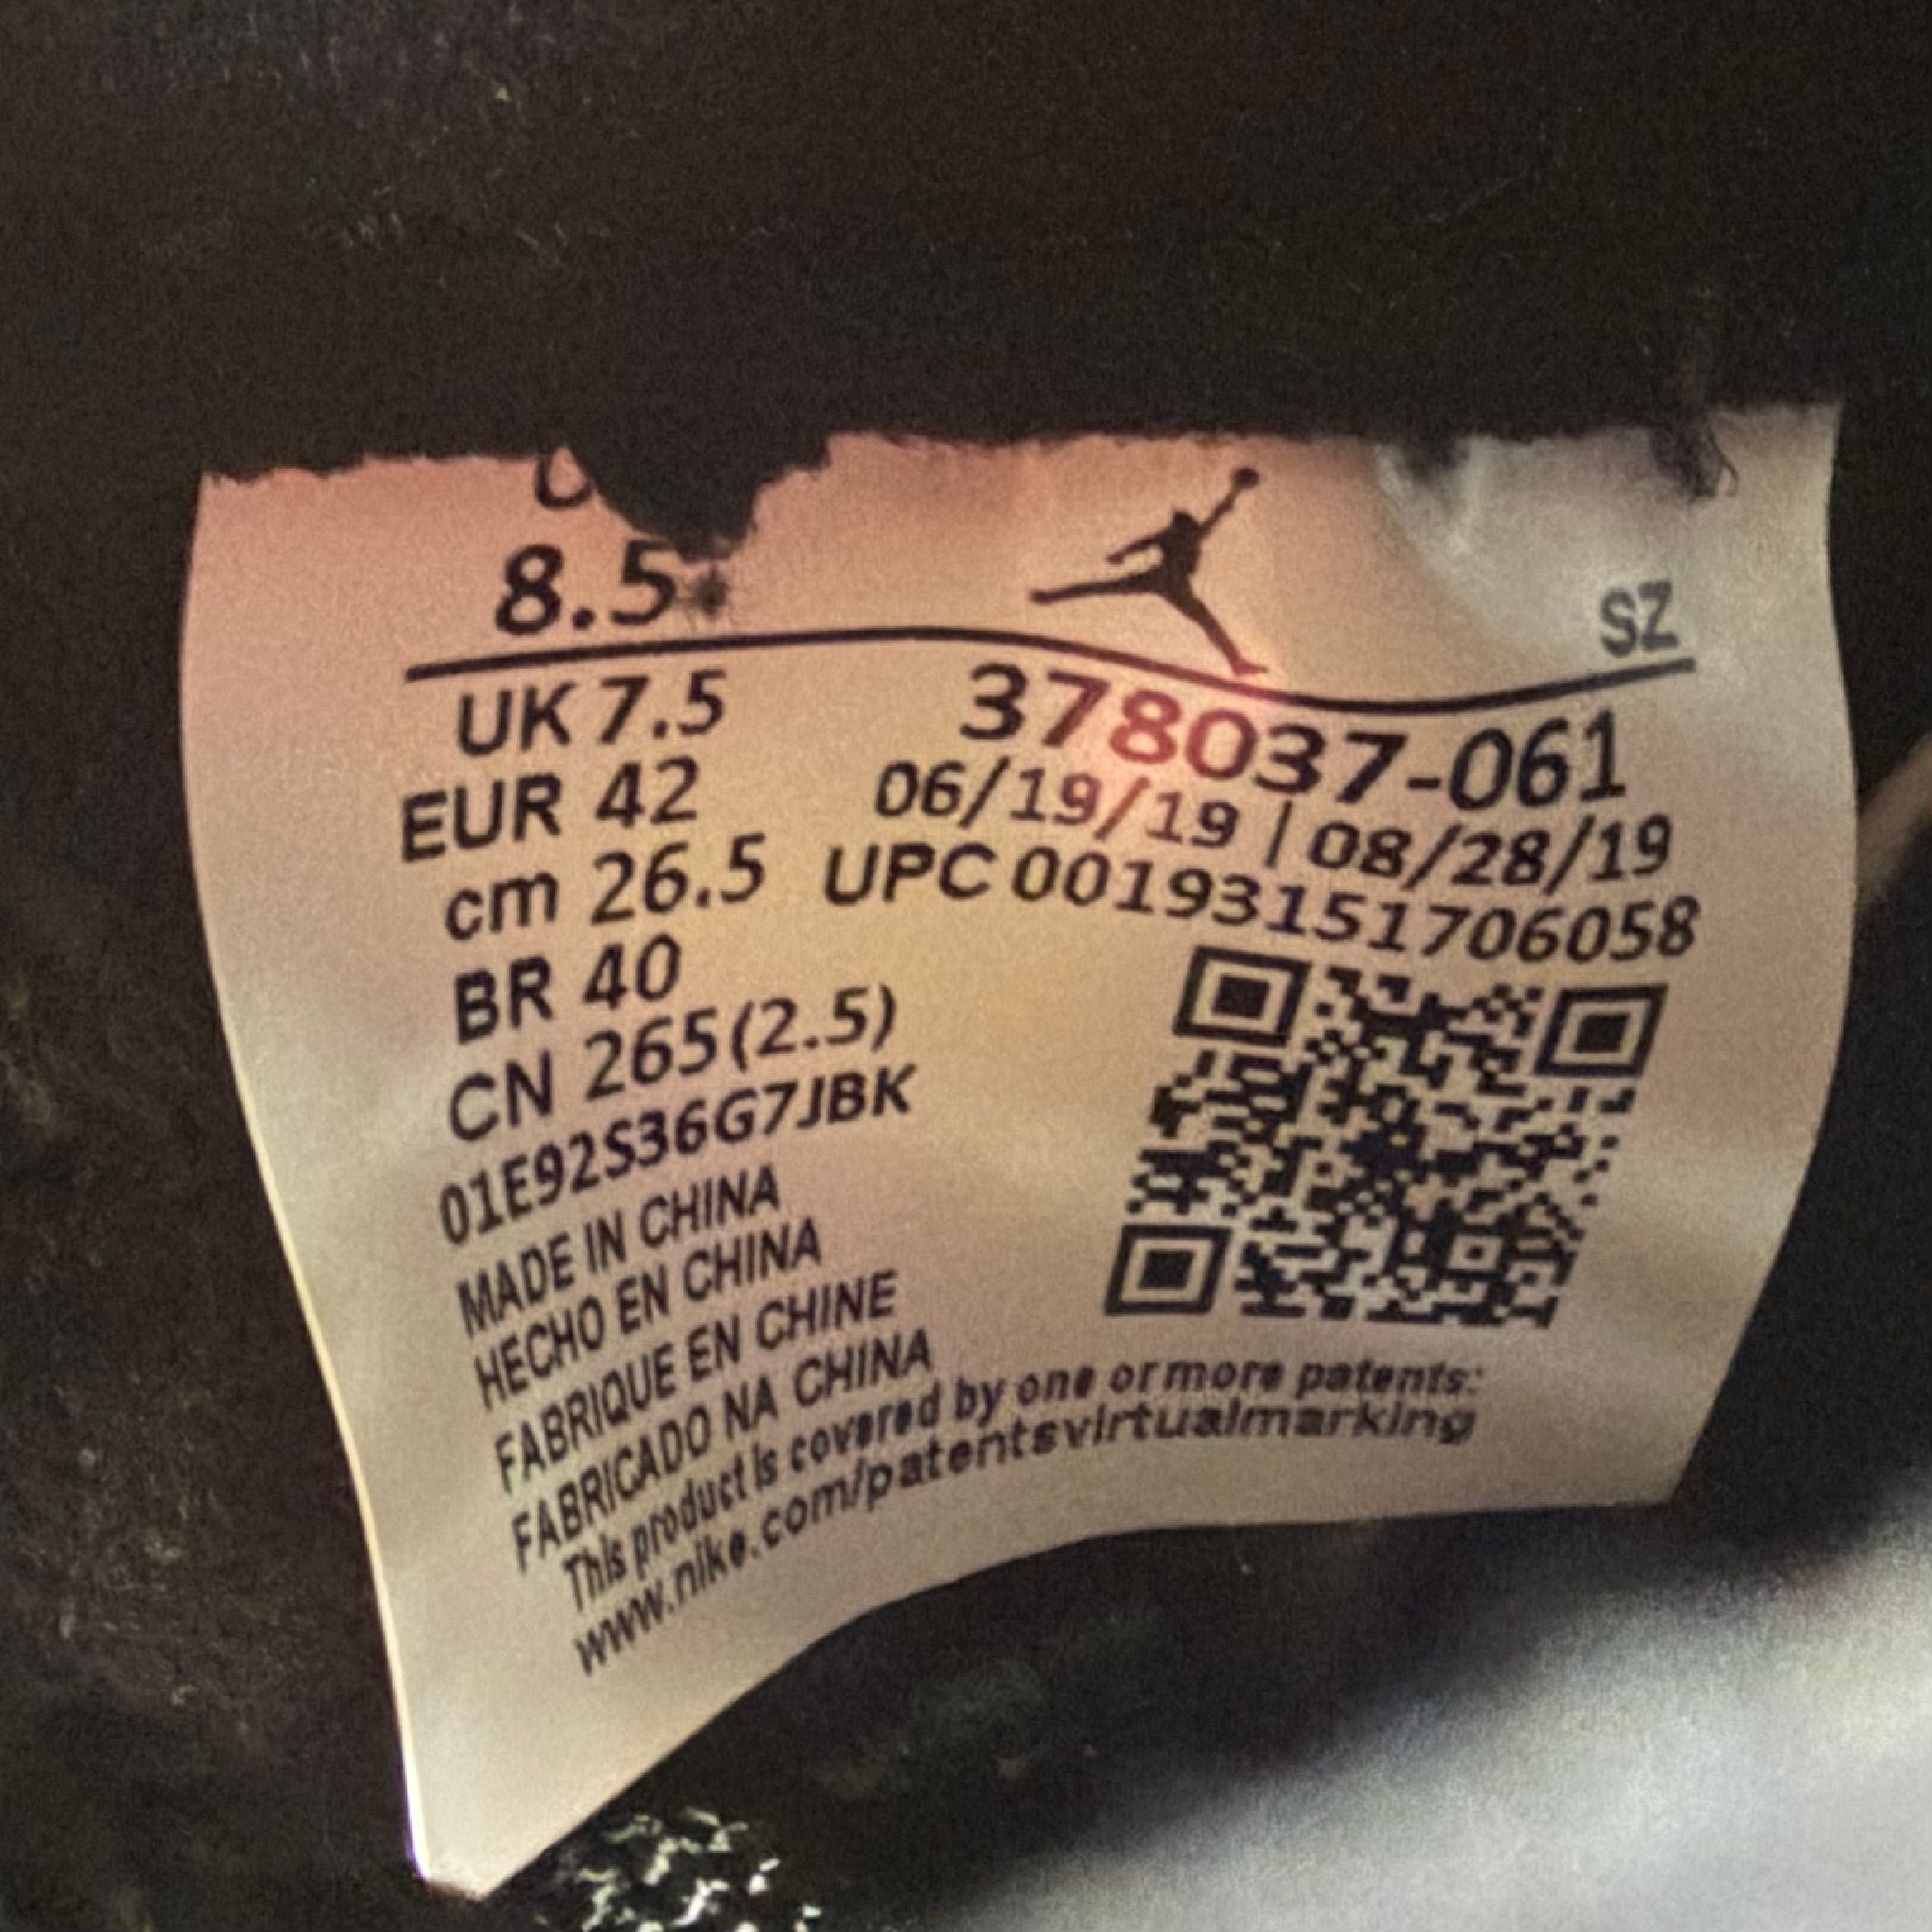 8.5
SZ
UK 7.5
378037-061
EUR 42
06/19/19 | 08/28/19
cm 26.5
UPC 00193151706058
BR 40
CN 265(2.5)
01E92S36G7JBK
MADE IN CHINA
HECHO EN CHINA
FABRIQUE EN CHINE
FABRICADO NA CHINA
This product is covered by one or more patents:
www.nike.com/patentsvirtualmarking